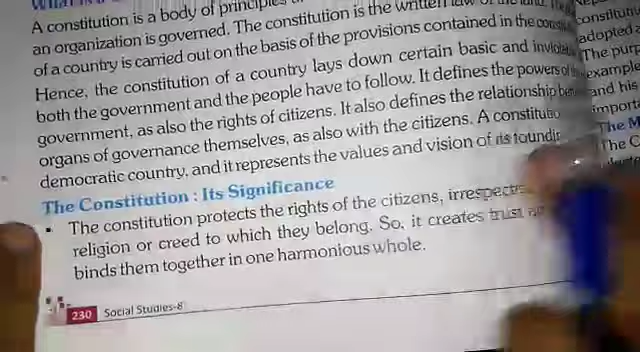 A constitution is a body of principles
an organization is governed. The constitution is the written law
of a country is carried out on the basis of the provisions contained in the
Hence, the constitution of a country lays down certain basic and
both the government and the people have to follow. It defines the powers of
government, as also the rights of citizens. It also defines the relationship
organs of governance themselves, as also with the citizens. A
democratic country, and it represents the values and vision of its
The Constitution : Its Significance
• The constitution protects the rights of the citizens,
religion or creed to which they belong. So, it creates trust
binds them together in one harmonious whole.
230 Social Studies-8
adopted
The
example
and his
The M
The C